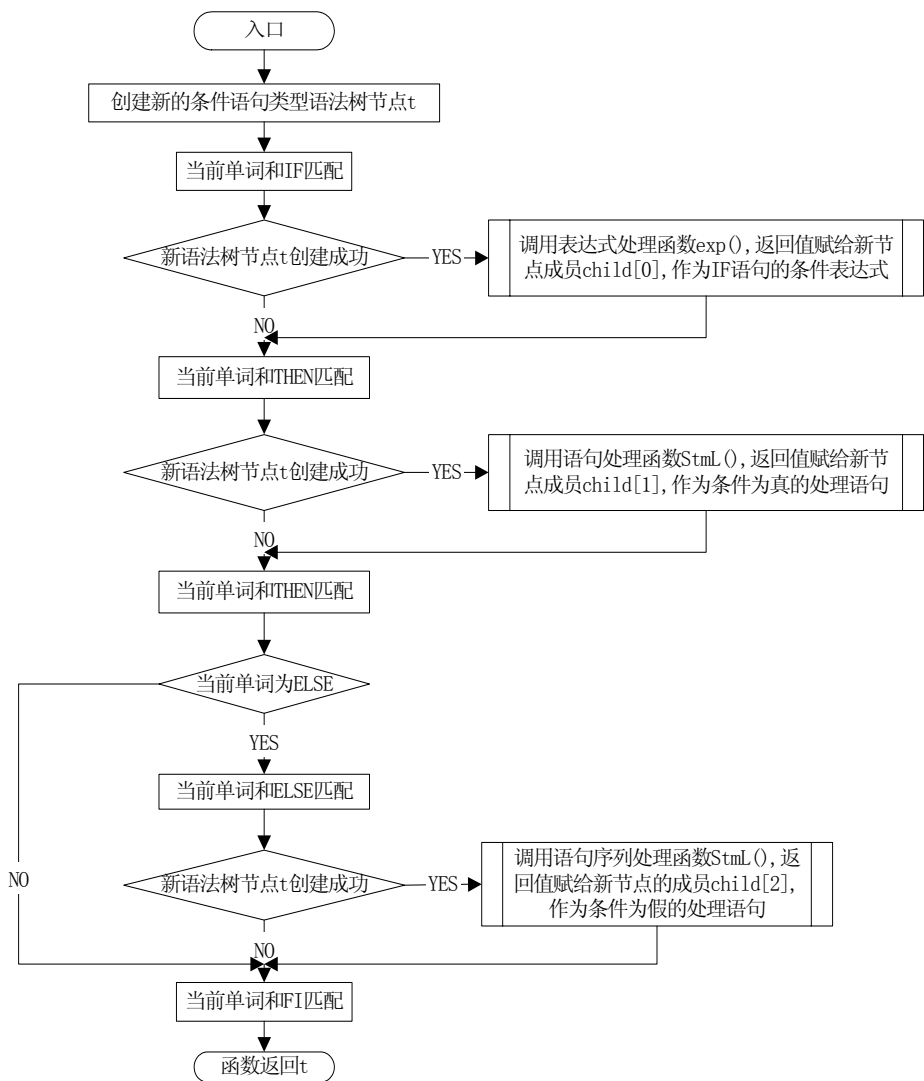 入口
创建新的条件语句类型语法树节点t
当前单词和IF匹配
新语法树节点t创建成功
YES
调用表达式处理函数exp(),返回值赋给新节
点成员child[0],作为IF语句的条件表达式
NO
当前单词和THEN匹配
新语法树节点t创建成功
YES
调用语句处理函数StmL(),返回值赋给新节
点成员child[1],作为条件为真的处理语句
NO
当前单词和THEN匹配
当前单词为ELSE
YES
当前单词和ELSE匹配
NO
新语法树节点t创建成功
YES
调用语句序列处理函数StmL(),返
回值赋给新节点的成员child[2],
作为条件为假的处理语句
NO
当前单词和FI匹配
函数返回t